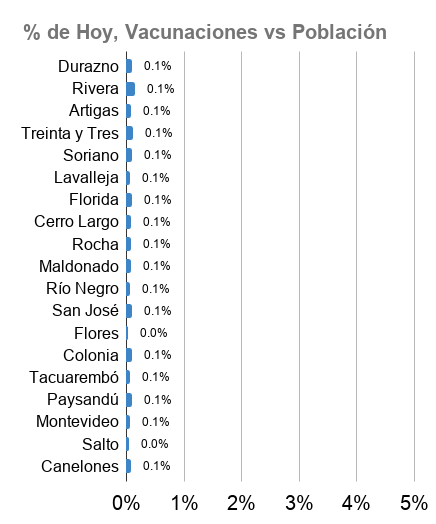 % de Hoy, Vacunaciones vs Población
Durazno 0.1%
Rivera 0.1%
Artigas 0.1%
Treinta y Tres 0.1%
Soriano 0.1%
Lavalleja 0.1%
Florida 0.1%
Cerro Largo 0.1%
Rocha 0.1%
Maldonado 0.1%
Río Negro 0.1%
San José 0.1%
Flores 0.0%
Colonia 0.1%
Tacuarembó 0.1%
Paysandú 0.1%
Montevideo 0.1%
Salto 0.0%
Canelones 0.1%
0% 1% 2% 3% 4% 5%